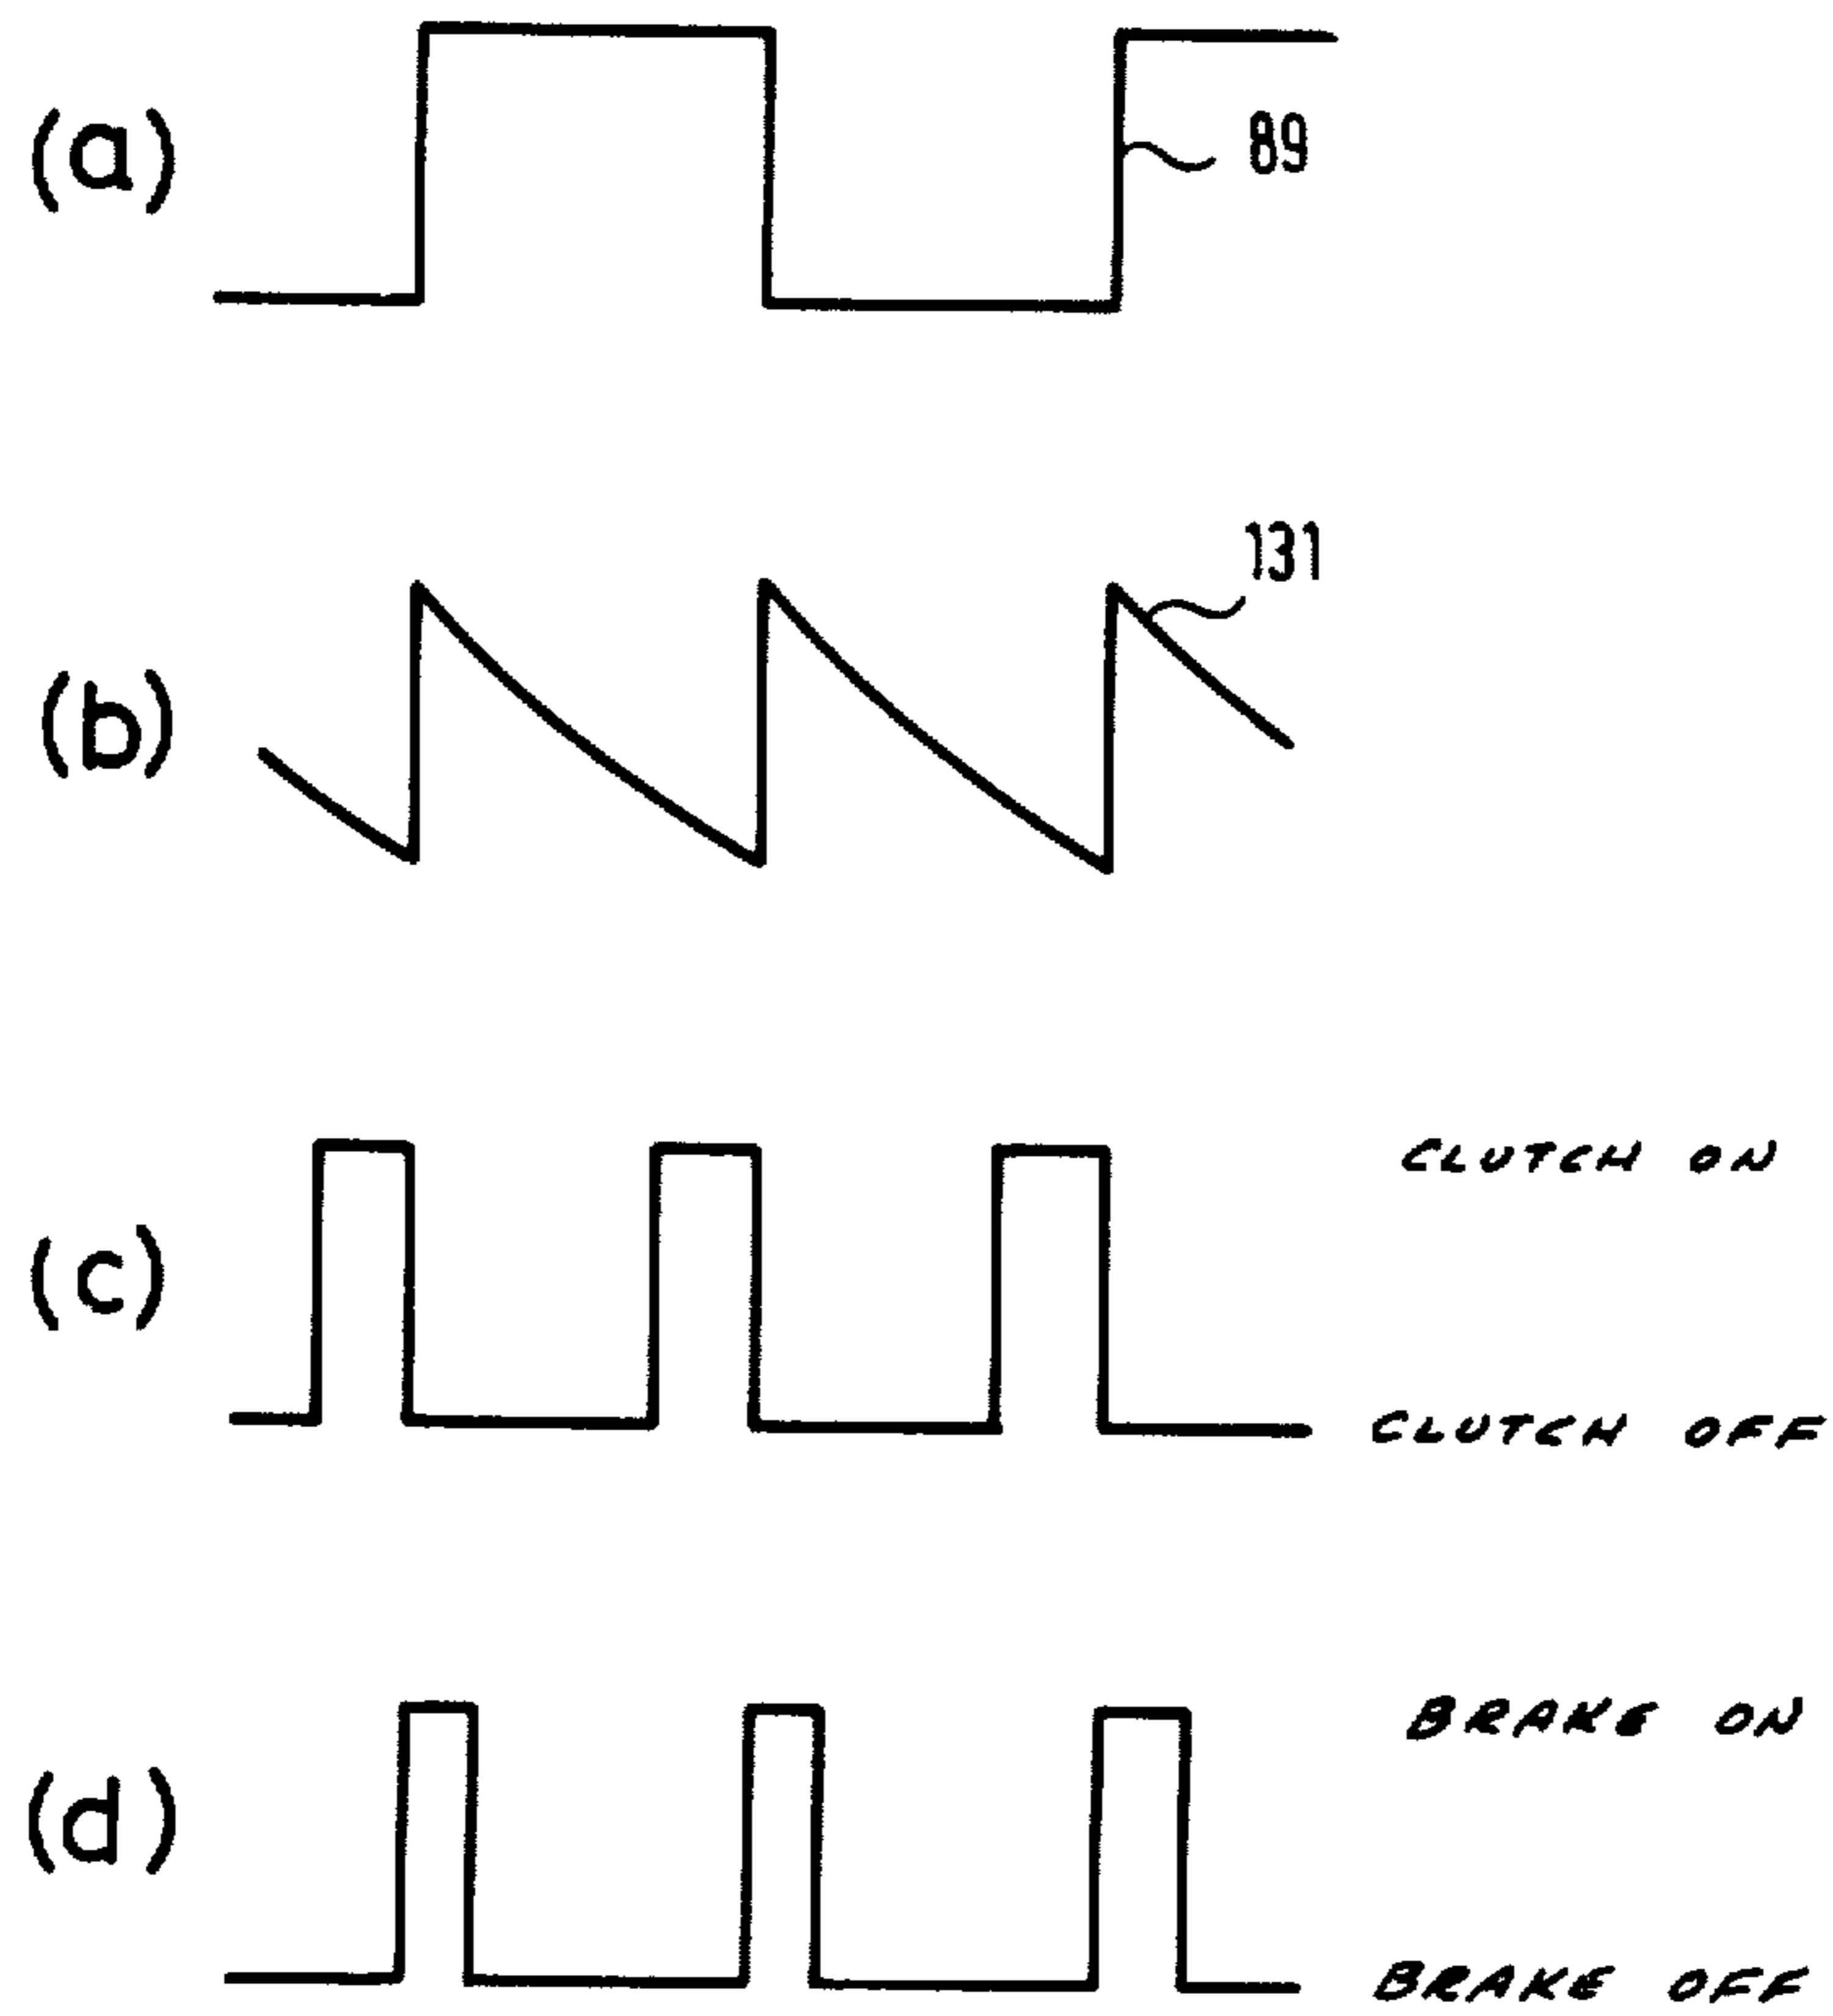 (a)
89
131
(b)
CLUTCH ON
(c)
CLUTCH OFF
BRAKE ON
(d)
BRAKE OFF